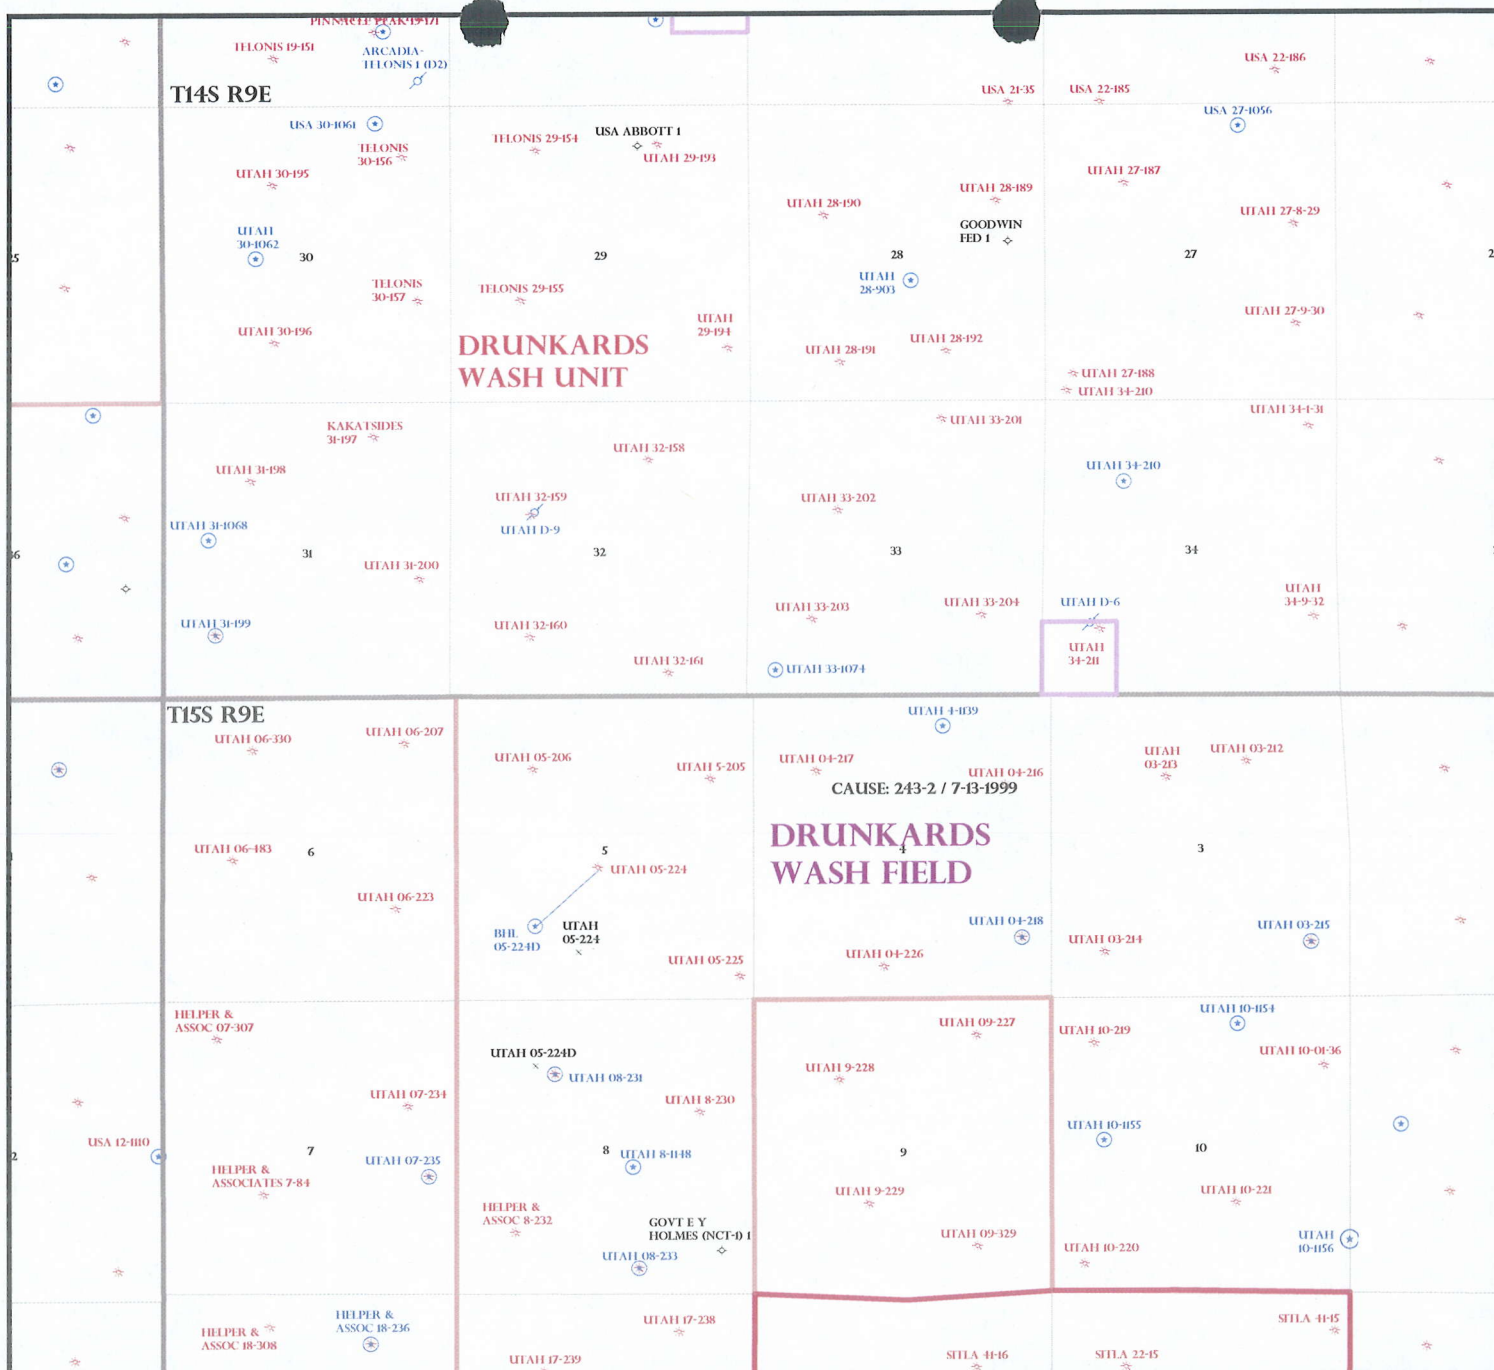 PINNACLE PEAK 19-171
TELONIS 19-151
ARCADIA-
TELONIS 1 (D2)
USA 22-186
USA 21-35
USA 22-185
T14S R9E
USA 30-1061
USA 27-1056
TELONIS 29-154
USA ABBOTT 1
TELONIS
30-156
UTAH 29-193
UTAH 30-195
UTAH 27-187
UTAH 28-189
UTAH 28-190
UTAH 27-8-29
GOODWIN
FED 1
UTAH
30-1062
30
29
28
27
UTAH
28-903
TELONIS
30-157
TELONIS 29-155
UTAH 27-9-30
UTAH
29-194
UTAH 30-196
DRUNKARDS
WASH UNIT
UTAH 28-192
UTAH 28-191
UTAH 27-188
UTAH 34-210
UTAH 34-1-31
UTAH 33-201
KAKATSIDES
31-197
UTAH 32-158
UTAH 31-198
UTAH 34-210
UTAH 32-159
UTAH 33-202
UTAH 31-1068
UTAH D-9
31
32
33
34
UTAH 31-200
UTAH
34-9-32
UTAH D-6
UTAH 33-203
UTAH 33-204
UTAH 31-199
UTAH 32-160
UTAH
34-211
UTAH 32-161
UTAH 33-1074
T15S R9E
UTAH 4-1139
UTAH 06-330
UTAH 06-207
UTAH 05-206
UTAH 5-205
UTAH 04-217
UTAH 04-216
UTAH
03-213
UTAH 03-212
CAUSE: 243-2 / 7-13-1999
DRUNKARDS
WASH FIELD
UTAH 06-483
6
5
4
3
UTAH 05-224
UTAH 06-223
BHL
05-224D
UTAH
05-224
UTAH 04-218
UTAH 03-215
UTAH 03-214
UTAH 04-226
UTAH 05-225
HELPER &
ASSOC 07-307
UTAH 09-227
UTAH 10-219
UTAH 10-1154
UTAH 05-224D
UTAH 10-01-36
UTAH 9-228
UTAH 08-231
UTAH 07-234
UTAH 8-230
UTAH 10-1155
USA 12-1110
2
7
8
9
10
UTAH 8-1148
UTAH 07-235
HELPER &
ASSOCIATES 7-84
UTAH 9-229
UTAH 10-221
HELPER &
ASSOC 8-232
GOVT E Y
HOLMES (NCT-1) 1
UTAH 09-329
UTAH
10-1156
UTAH 08-233
UTAH 10-220
HELPER &
ASSOC 18-236
HELPER &
ASSOC 18-308
UTAH 17-238
SITLA 41-15
UTAH 17-239
SITLA 41-16
SITLA 22-15